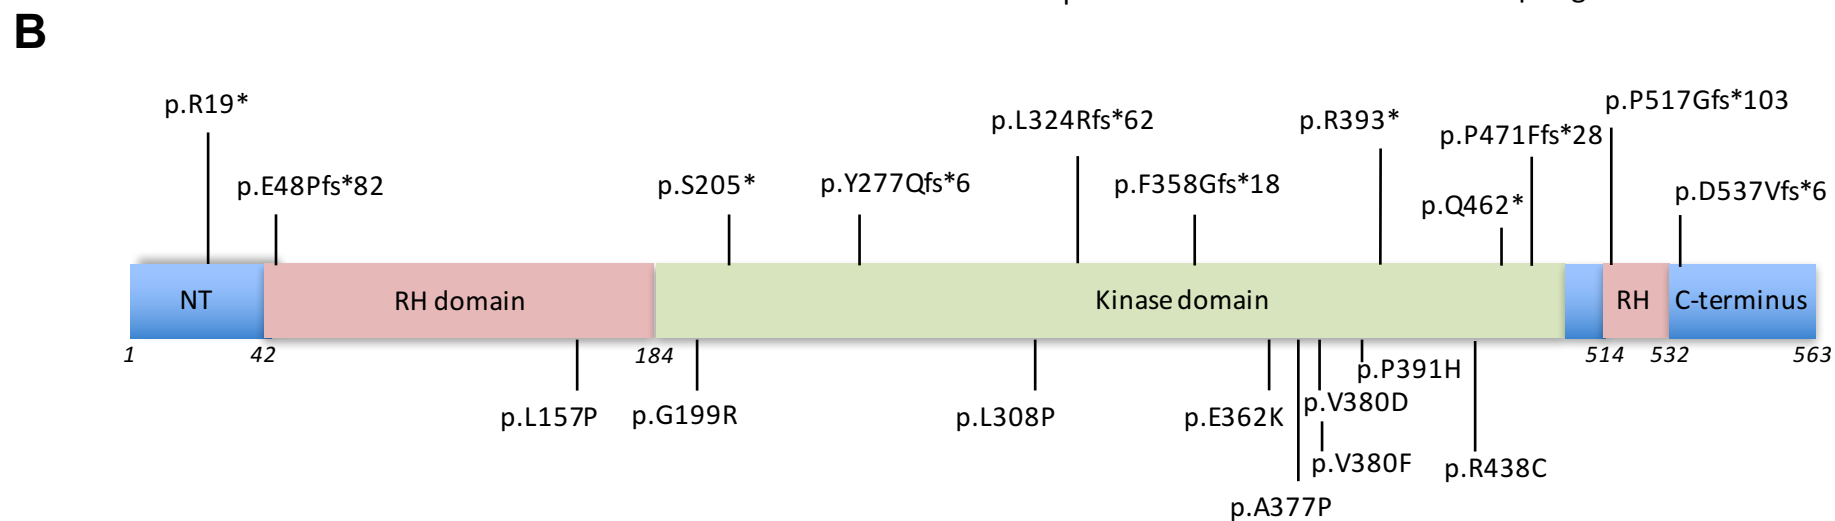 B
p.R19*
p.P517Gfs*103
p.L324Rfs*62
p.R393*
p.P471Ffs*28
p.E48Pfs*82
p.S205*
p.Y277Qfs*6
p.F358Gfs*18
p.Q462*
p.D537Vfs*6
NT
RH domain
Kinase domain
RH
C-terminus
1
42
184
514
532
563
p.P391H
p.L157P
p.G199R
p.L308P
p.E362K
p.V380D
p.V380F
p.R438C
p.A377P